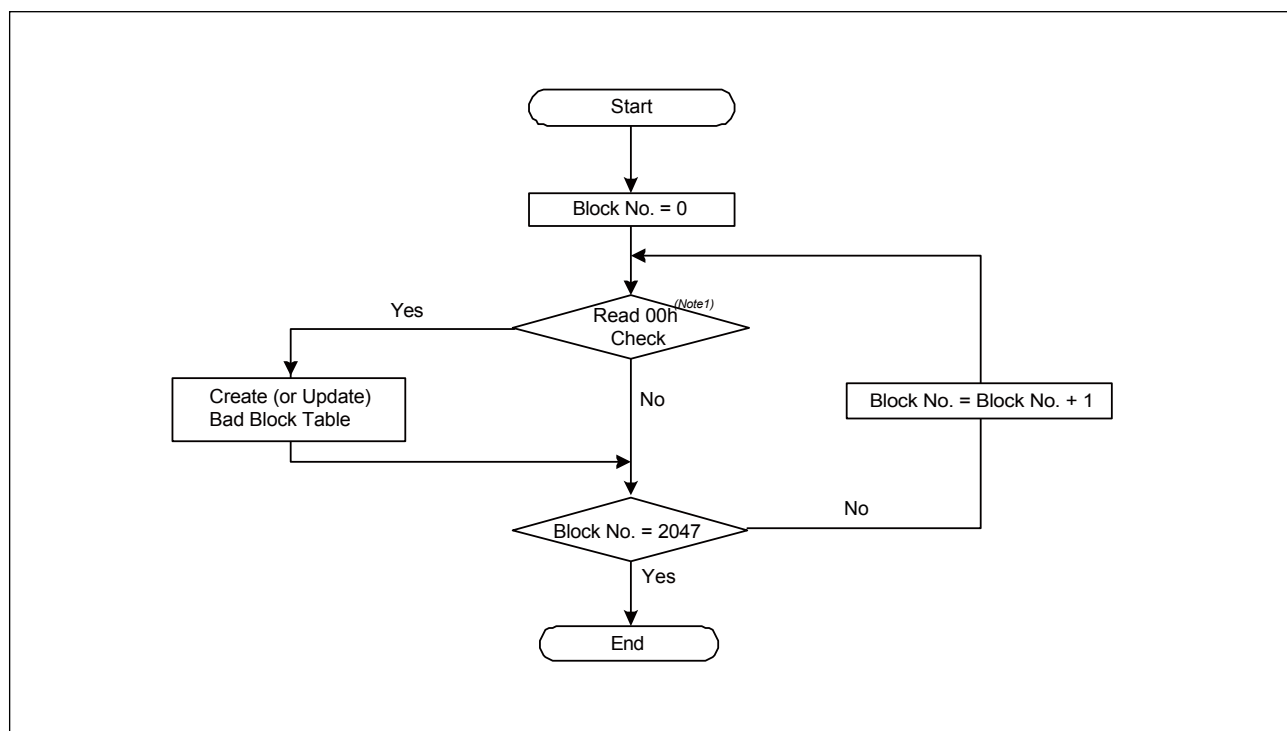 Start
Block No. = 0
(Note1)
Yes
Read 00h
Check
Create (or Update)
Bad Block Table
No
Block No. = Block No. + 1
Block No. = 2047
No
Yes
End